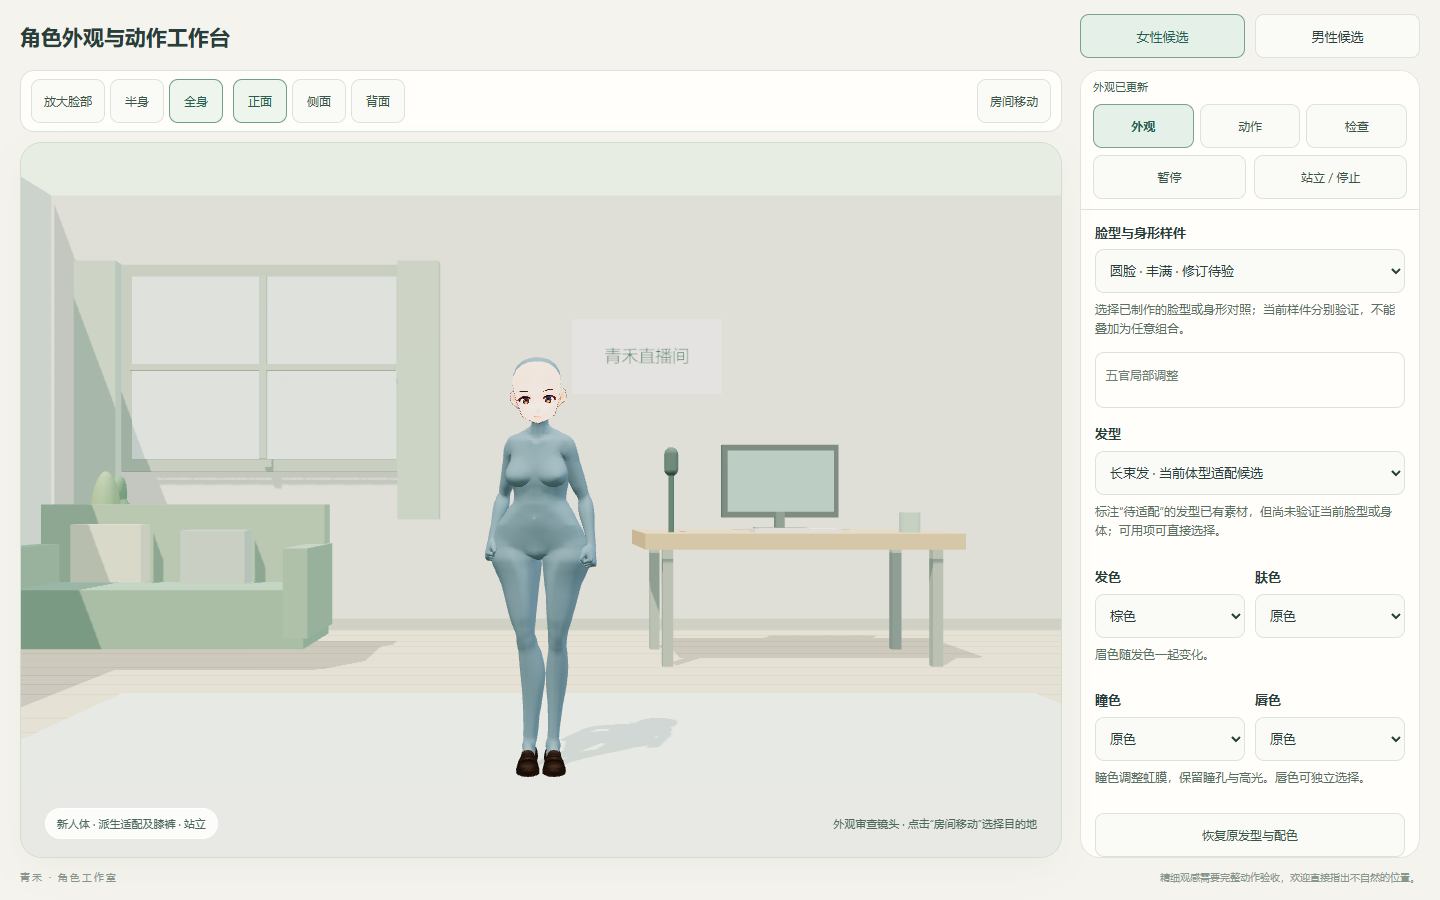 角色外观与动作工作台
女性候选
男性候选
放大脸部
半身
全身
正面
侧面
背面
房间移动
外观已更新
外观
动作
检查
暂停
站立 / 停止
脸型与身形样件
圆脸 · 丰满 · 修订待验
选择已制作的脸型或身形对照；当前样件分别验证，不能
叠加为任意组合。
五官局部调整
发型
长束发 · 当前体型适配候选
标注“待适配”的发型已有素材，但尚未验证当前脸型或身
体；可用项可直接选择。
发色
肤色
棕色
原色
眉色随发色一起变化。
瞳色
唇色
原色
原色
瞳色调整虹膜，保留瞳孔与高光。唇色可独立选择。
恢复原发型与配色
青禾直播间
新人体 · 派生适配及膝裤 · 站立
外观审查镜头 · 点击“房间移动”选择目的地
青禾 · 角色工作室
精细观感需要完整动作验收，欢迎直接指出不自然的位置。